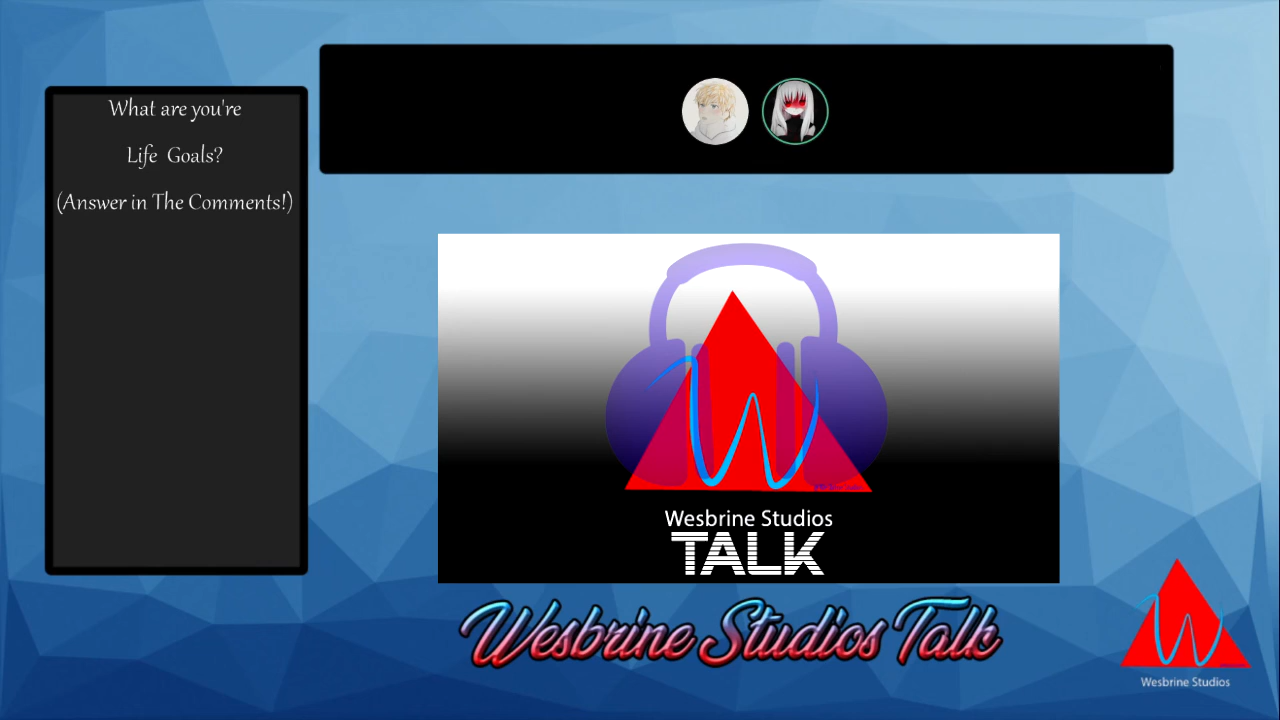 What are you're
Life Goals?
(Answer in The Comments!)
Wesbrine Studios
TALK
Wesbrine Studios Talk
W
Wesbrine Studios